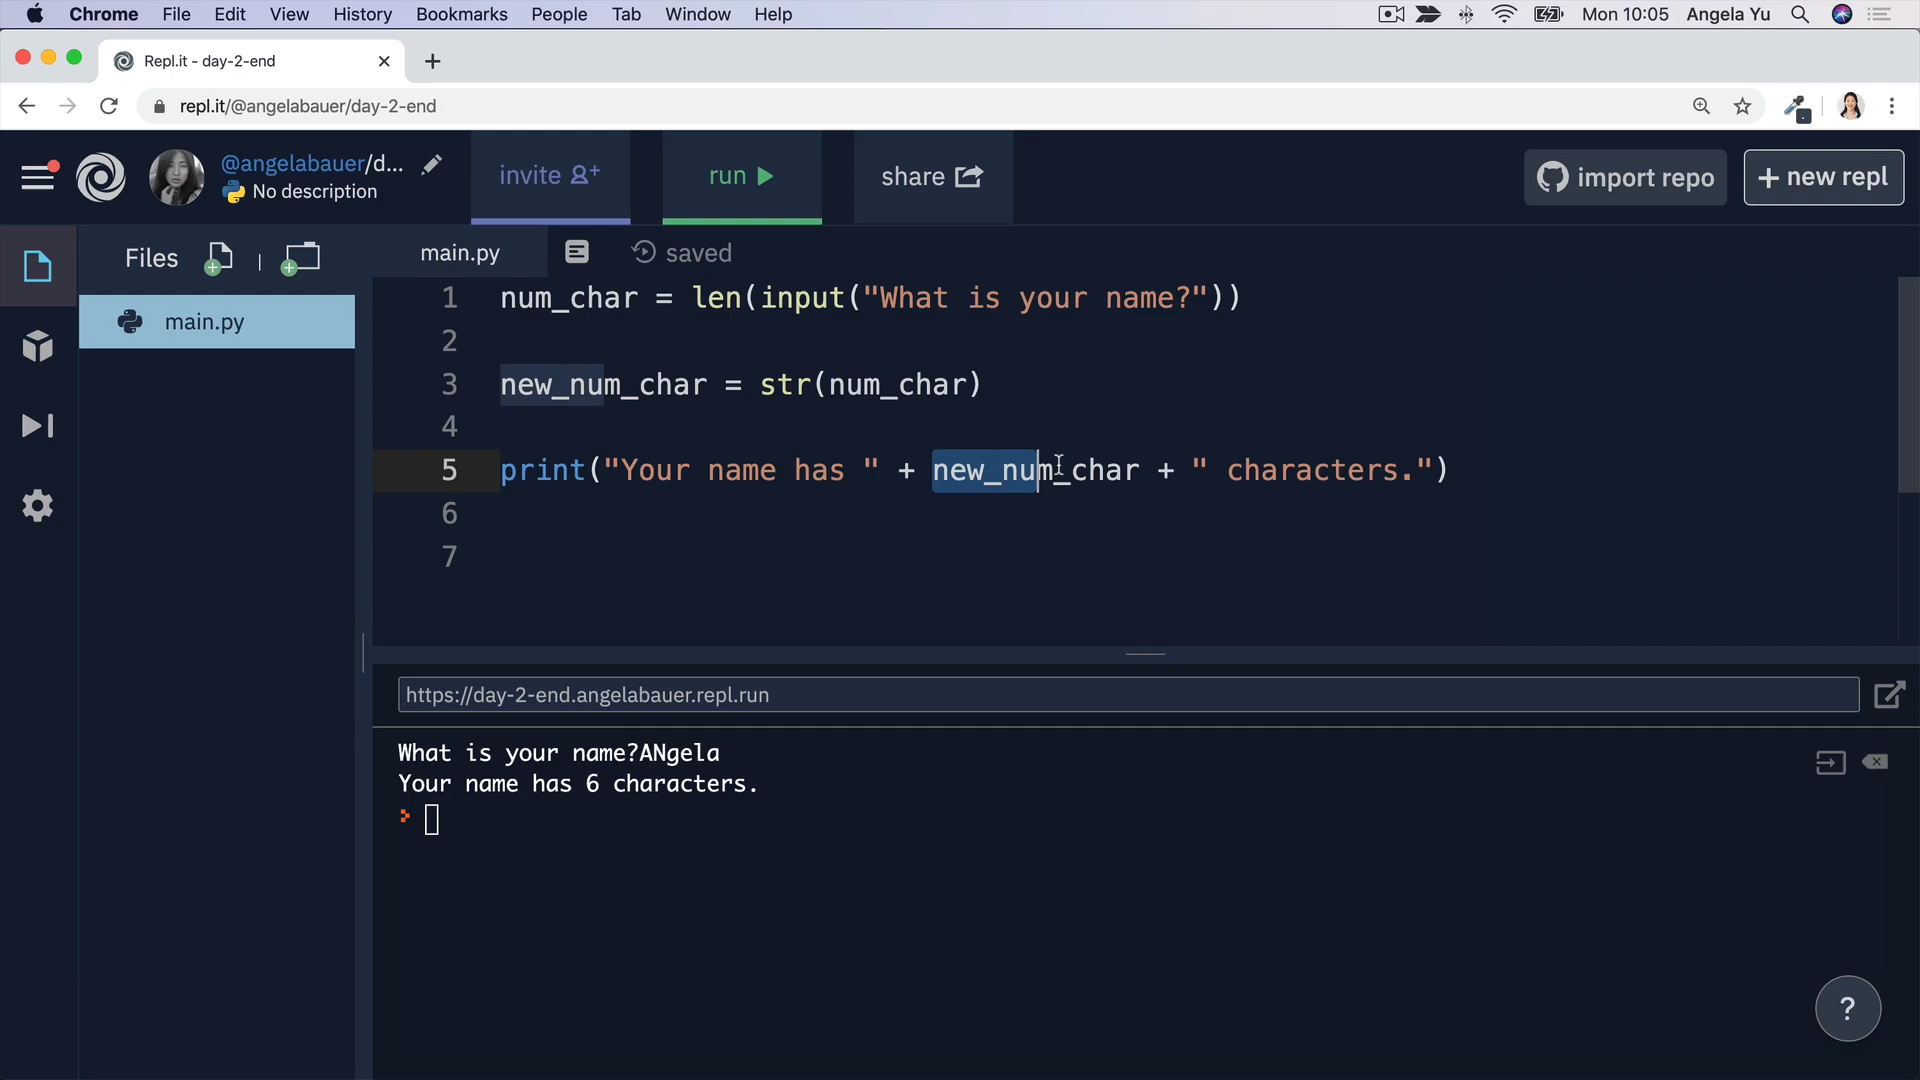 Chrome File Edit View History Bookmarks People Tab Window Help Mon 10:05 Angela Yu
Repl.it - day-2-end
repl.it/@angelabauer/day-2-end
@angelabauer/d...
No description
invite
run
share
import repo
+ new repl
Files
main.py
main.py
saved
1 num_char = len(input("What is your name?"))
2
3 new_num_char = str(num_char)
4
5 print("Your name has " + new_num_char + " characters.")
6
7
https://day-2-end.angelabauer.repl.run
What is your name?ANgela
Your name has 6 characters.
?